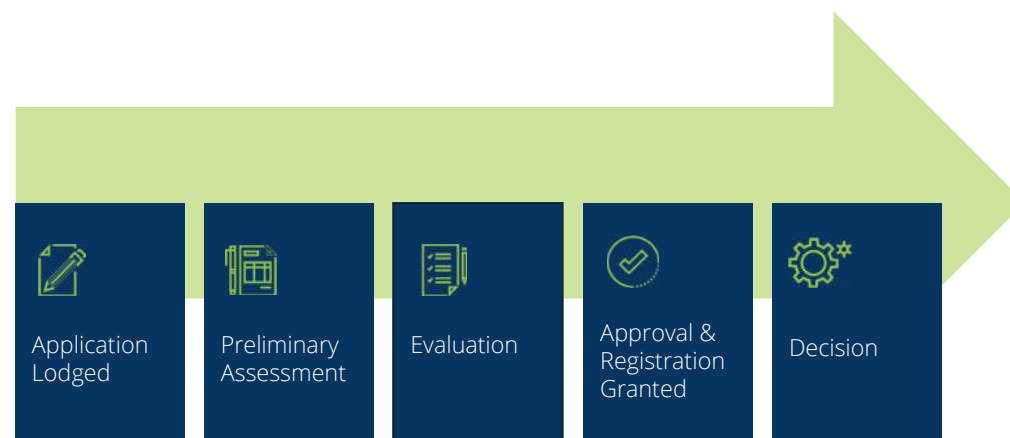 Application
Lodged
Preliminary
Assessment
Evaluation
Approval &
Registration
Granted
Decision